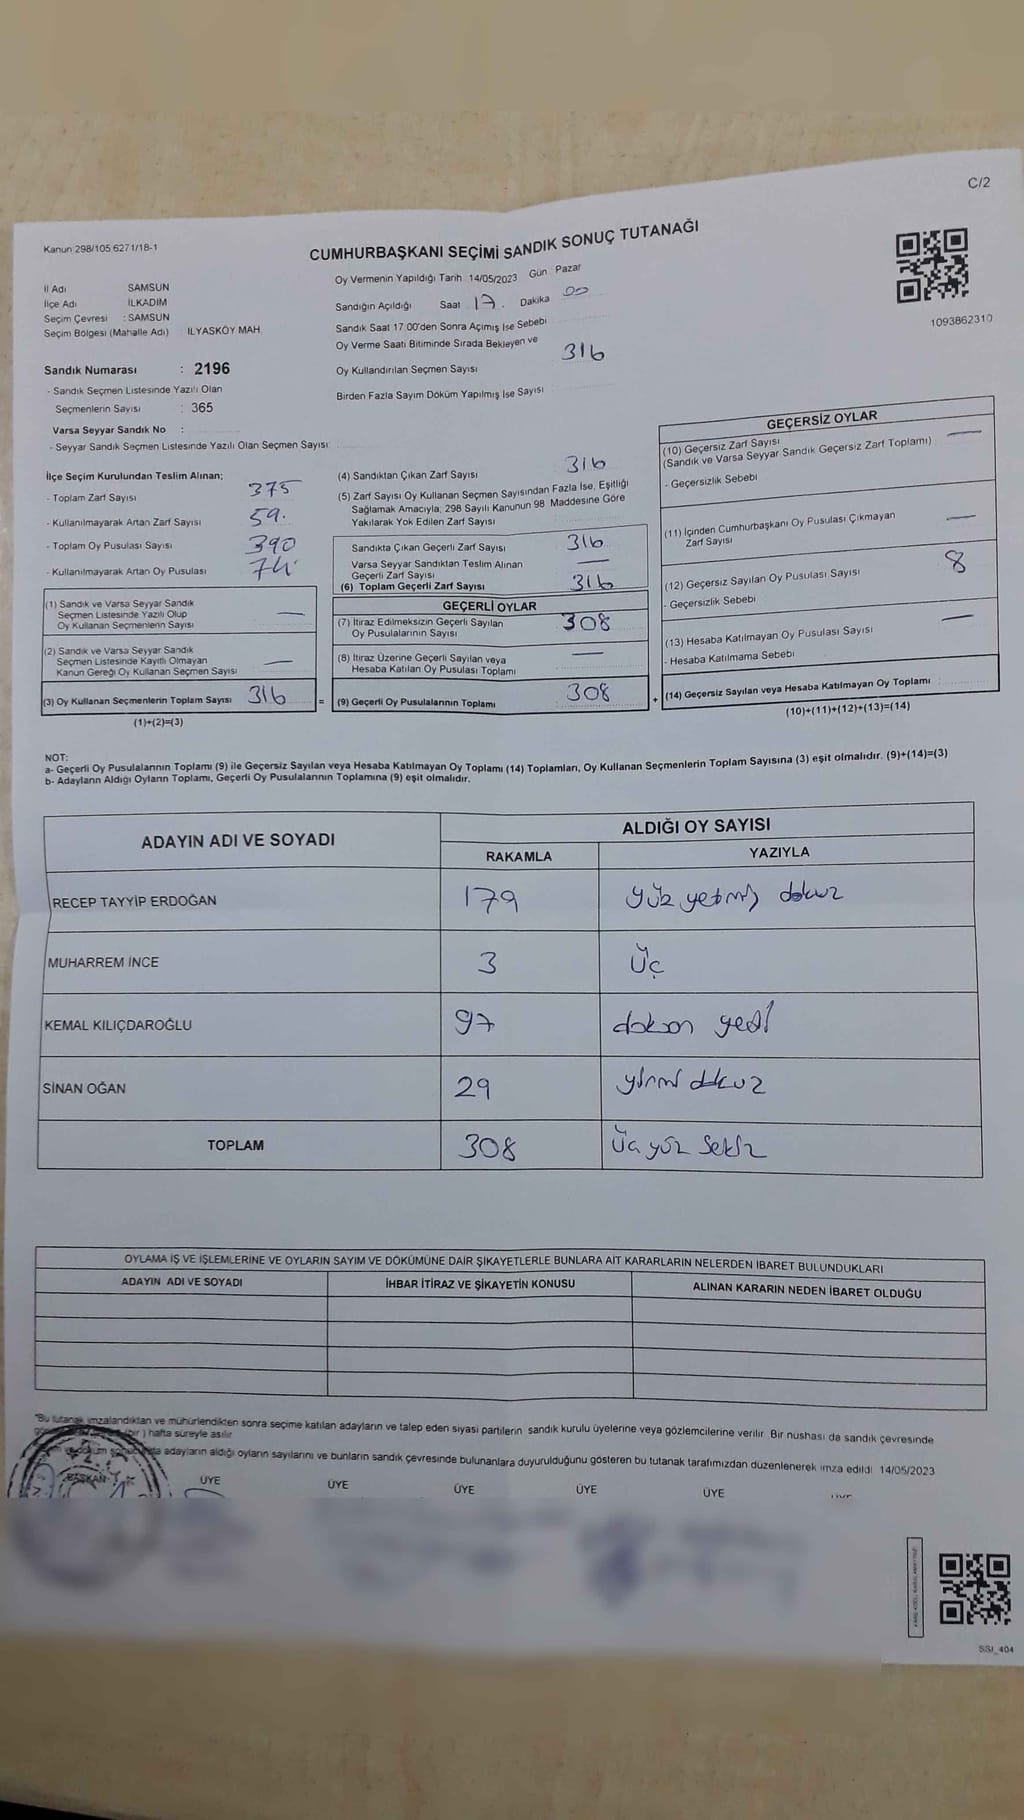 C/2
Kanun 298/105 6271/18-1
CUMHURBAŞKANI SEÇİMİ SANDIK SONUÇ TUTANAĞI
1093862310
İl Adı SAMSUN
İlçe Adı İLKADIM
Seçim Çevresi : SAMSUN
Seçim Bölgesi (Mahalle Adı) : İLYASKÖY MAH.
Sandık Numarası : 2196
- Sandık Seçmen Listesinde Yazılı Olan
Seçmenlerin Sayısı : 365
Varsa Seyyar Sandık No :
- Seyyar Sandık Seçmen Listesinde Yazılı Olan Seçmen Sayısı:
Oy Vermenin Yapıldığı Tarih 14/05/2023 Gün Pazar
Sandığın Açıldığı Saat 17. Dakika 00
Sandık Saat 17.00'den Sonra Açımış İse Sebebi
Oy Verme Saati Bitiminde Sırada Bekleyen ve
Oy Kullandırılan Seçmen Sayısı 316
Birden Fazla Sayım Döküm Yapılmış İse Sayısı :
İlçe Seçim Kurulundan Teslim Alınan;
- Toplam Zarf Sayısı 375
- Kullanılmayarak Artan Zarf Sayısı 59.
- Toplam Oy Pusulası Sayısı 390
- Kullanılmayarak Artan Oy Pusulası 74
(1) Sandık ve Varsa Seyyar Sandık
Seçmen Listesinde Yazılı Olup
Oy Kullanan Seçmenlerin Sayısı —
(2) Sandık ve Varsa Seyyar Sandık
Seçmen Listesinde Kayıtlı Olmayan
Kanun Gereği Oy Kullanan Seçmen Sayısı —
(3) Oy Kullanan Seçmenlerin Toplam Sayısı 316 =
(1)+(2)=(3)
(4) Sandıktan Çıkan Zarf Sayısı 316
(5) Zarf Sayısı Oy Kullanan Seçmen Sayısından Fazla İse, Eşitliği
Sağlamak Amacıyla, 298 Sayılı Kanunun 98. Maddesine Göre
Yakılarak Yok Edilen Zarf Sayısı
Sandıkta Çıkan Geçerli Zarf Sayısı 316
Varsa Seyyar Sandıktan Teslim Alınan
Geçerli Zarf Sayısı —
(6) Toplam Geçerli Zarf Sayısı 316
GEÇERLİ OYLAR
(7) İtiraz Edilmeksizin Geçerli Sayılan
Oy Pusulalarının Sayısı 308
(8) İtiraz Üzerine Geçerli Sayılan veya
Hesaba Katılan Oy Pusulası Toplamı —
(9) Geçerli Oy Pusulalarının Toplamı 308 +
GEÇERSİZ OYLAR
(10) Geçersiz Zarf Sayısı
(Sandık ve Varsa Seyyar Sandık Geçersiz Zarf Toplamı) —
- Geçersizlik Sebebi
(11) İçinden Cumhurbaşkanı Oy Pusulası Çıkmayan
Zarf Sayısı —
(12) Geçersiz Sayılan Oy Pusulası Sayısı 8
- Geçersizlik Sebebi
(13) Hesaba Katılmayan Oy Pusulası Sayısı —
- Hesaba Katılmama Sebebi
(14) Geçersiz Sayılan veya Hesaba Katılmayan Oy Toplamı
(10)+(11)+(12)+(13)=(14)
NOT:
a- Geçerli Oy Pusulalarının Toplamı (9) ile Geçersiz Sayılan veya Hesaba Katılmayan Oy Toplamı (14) Toplamları, Oy Kullanan Seçmenlerin Toplam Sayısına (3) eşit olmalıdır. (9)+(14)=(3)
b- Adayların Aldığı Oyların Toplamı, Geçerli Oy Pusulalarının Toplamına (9) eşit olmalıdır.
ADAYIN ADI VE SOYADI
ALDIĞI OY SAYISI
RAKAMLA YAZIYLA
RECEP TAYYİP ERDOĞAN 179 yüz yetmiş dokuz
MUHARREM İNCE 3 üç
KEMAL KILIÇDAROĞLU 97 doksan yedi
SİNAN OĞAN 29 yirmi dokuz
TOPLAM 308 üç yüz sekiz
OYLAMA İŞ VE İŞLEMLERİNE VE OYLARIN SAYIM VE DÖKÜMÜNE DAİR ŞİKAYETLERLE BUNLARA AİT KARARLARIN NELERDEN İBARET BULUNDUKLARI
ADAYIN ADI VE SOYADI İHBAR İTİRAZ VE ŞİKAYETİN KONUSU ALINAN KARARIN NEDEN İBARET OLDUĞU
"Bu tutanak imzalandıktan ve mühürlendikten sonra seçime katılan adayların ve talep eden siyasi partilerin sandık kurulu üyelerine veya gözlemcilerine verilir. Bir nüshası da sandık çevresinde
(bir) hafta süreyle asılır
adayların aldığı oyların sayılarını ve bunların sandık çevresinde bulunanlara duyurulduğunu gösteren bu tutanak tarafımızdan düzenlenerek imza edildi 14/05/2023
BAŞKAN ÜYE ÜYE ÜYE ÜYE ÜYE
SSJ_404